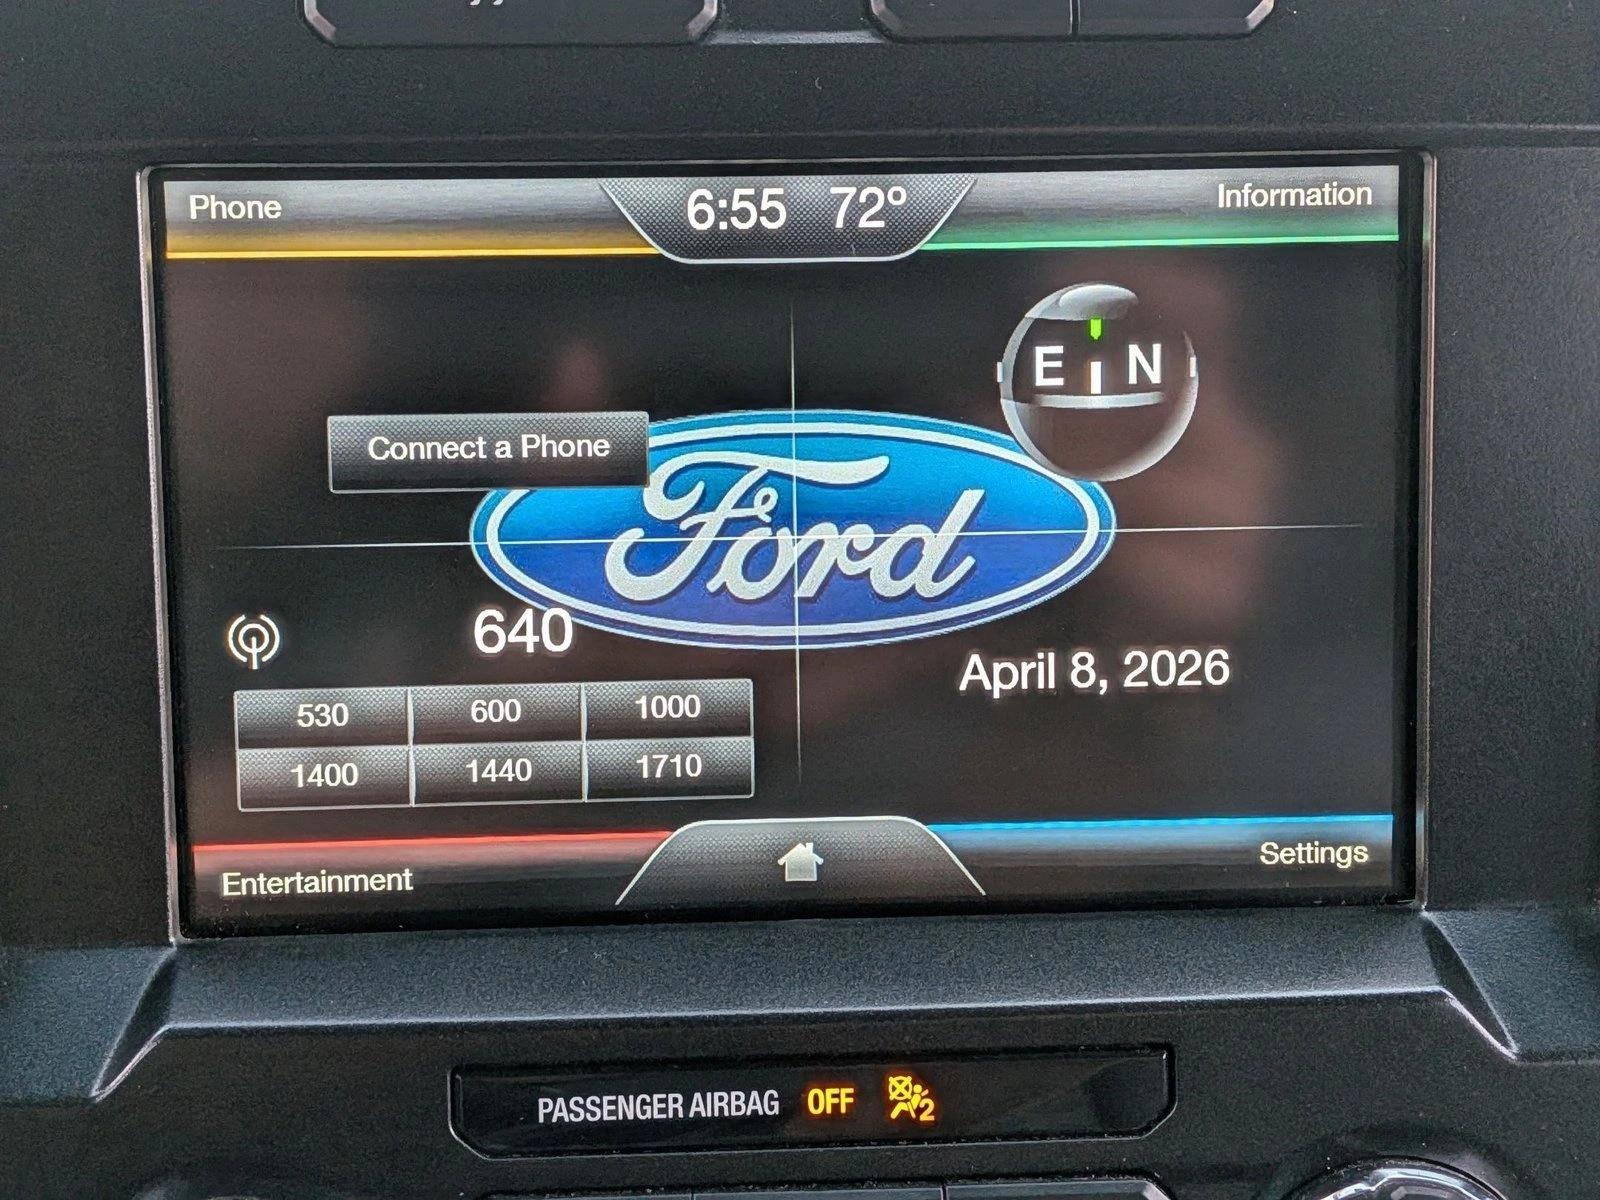 Phone
6:55 72°
Information
E N
Connect a Phone
Ford
640
April 8, 2026
530 600 1000
1400 1440 1710
Entertainment
Settings
PASSENGER AIRBAG OFF 2